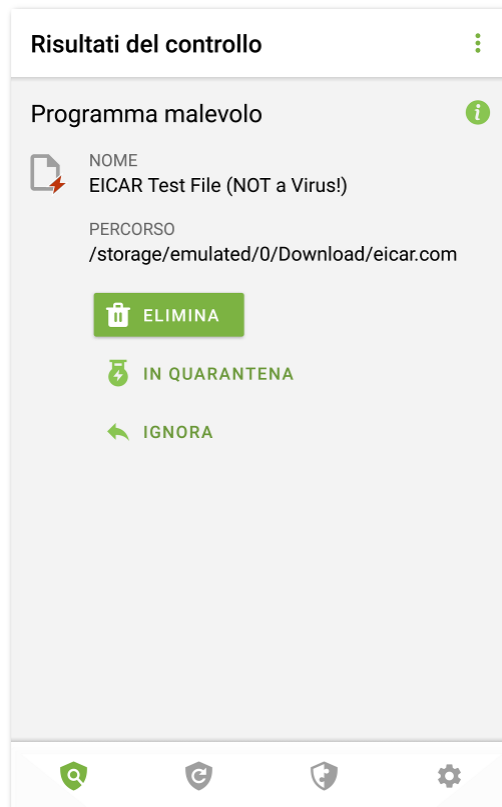 Risultati del controllo
Programma malevolo
NOME
EICAR Test File (NOT a Virus!)
PERCORSO
/storage/emulated/0/Download/eicar.com
ELIMINA
IN QUARANTENA
IGNORA